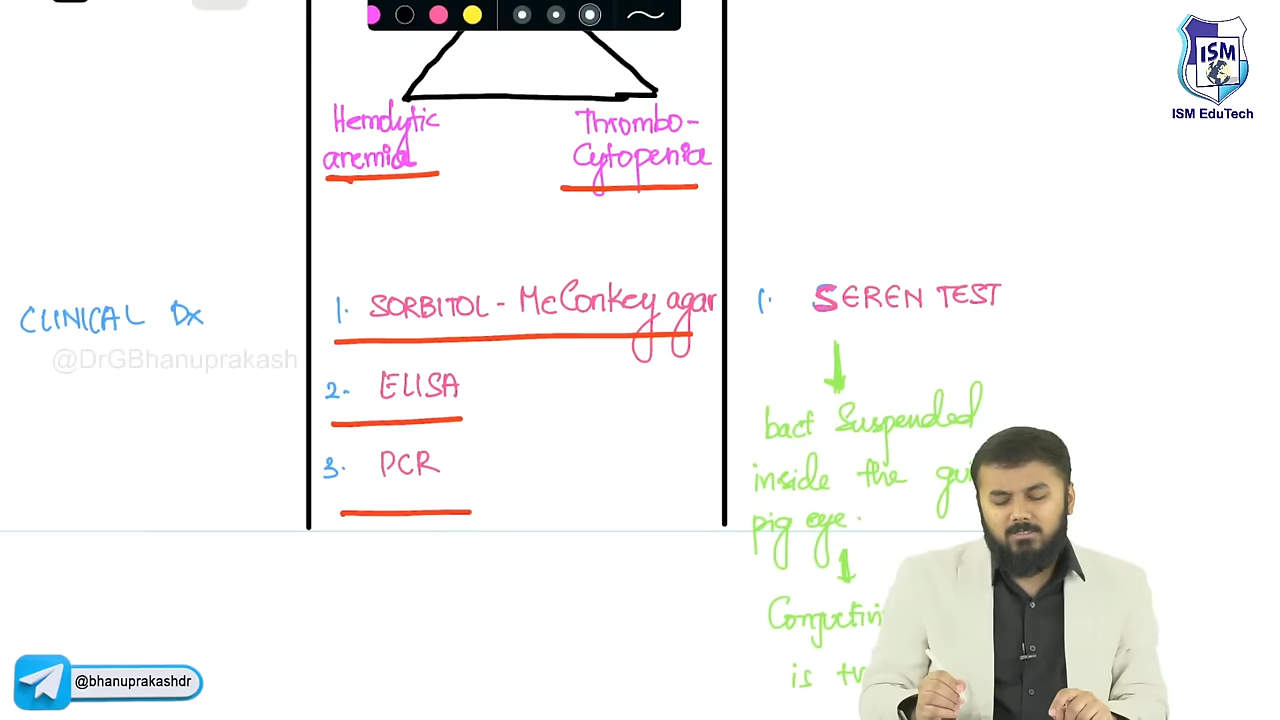 ISM
ISM EduTech
Hemolytic
anemia
Thrombo-
Cytopenia
CLINICAL Dx
@DrGBhanuprakash
1. SORBITOL - McConkey agar
2. ELISA
3. PCR
1. SEREN TEST
bact Suspended
inside the
pig eye.
is
@bhanuprakashdr